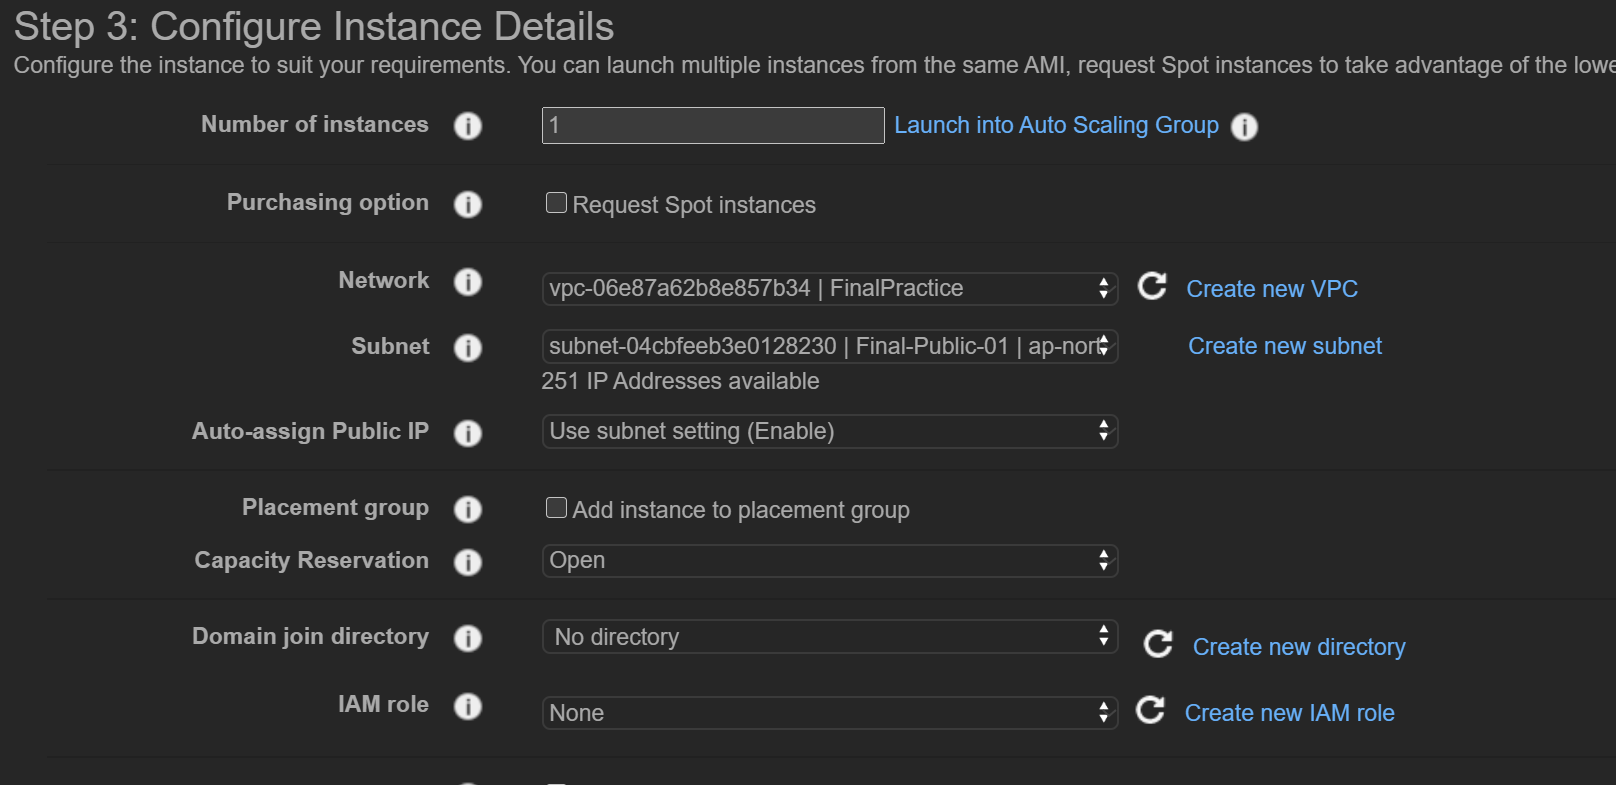 Step 3: Configure Instance Details
Configure the instance to suit your requirements. You can launch multiple instances from the same AMI, request Spot instances to take advantage of the lowe
Number of instances 1 Launch into Auto Scaling Group
Purchasing option Request Spot instances
Network vpc-06e87a62b8e857b34 | FinalPractice Create new VPC
Subnet subnet-04cbfeeb3e0128230 | Final-Public-01 | ap-nort Create new subnet
251 IP Addresses available
Auto-assign Public IP Use subnet setting (Enable)
Placement group Add instance to placement group
Capacity Reservation Open
Domain join directory No directory Create new directory
IAM role None Create new IAM role